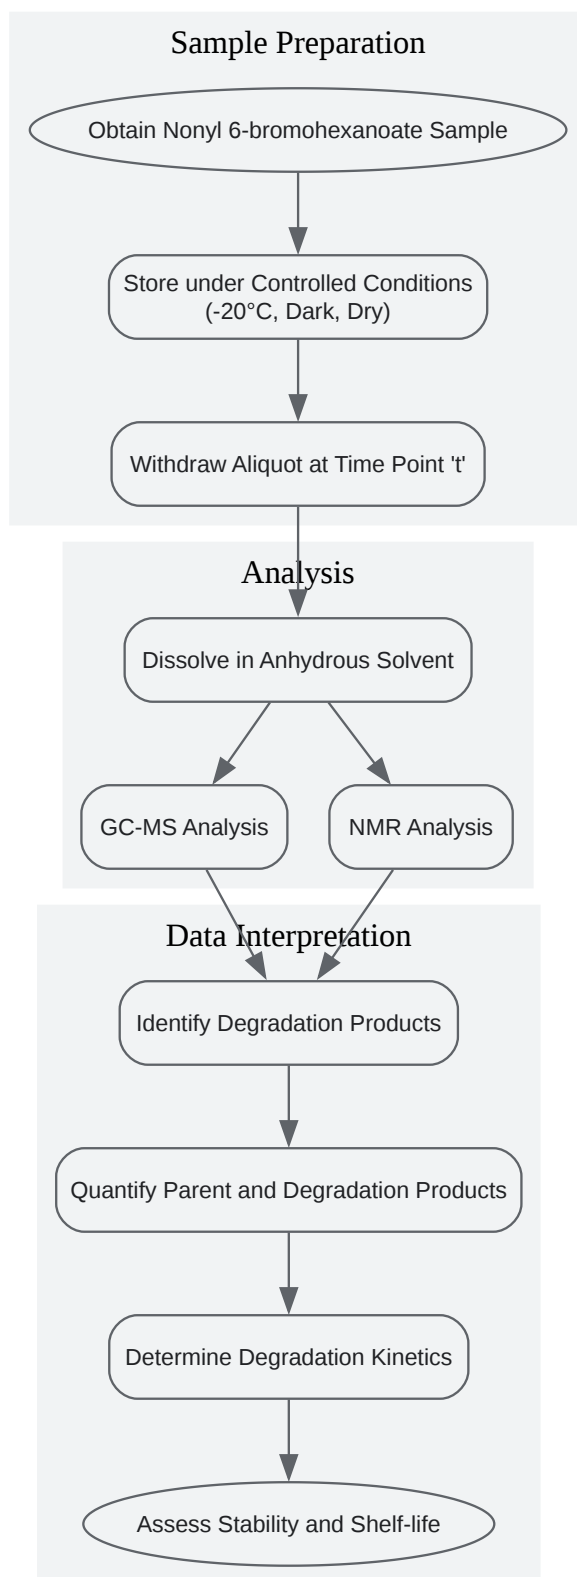 Sample Preparation
Obtain Nonyl 6-bromohexanoate Sample
Store under Controlled Conditions
(-20°C, Dark, Dry)
Withdraw Aliquot at Time Point 't'
Analysis
Dissolve in Anhydrous Solvent
GC-MS Analysis
NMR Analysis
Data Interpretation
Identify Degradation Products
Quantify Parent and Degradation Products
Determine Degradation Kinetics
Assess Stability and Shelf-life